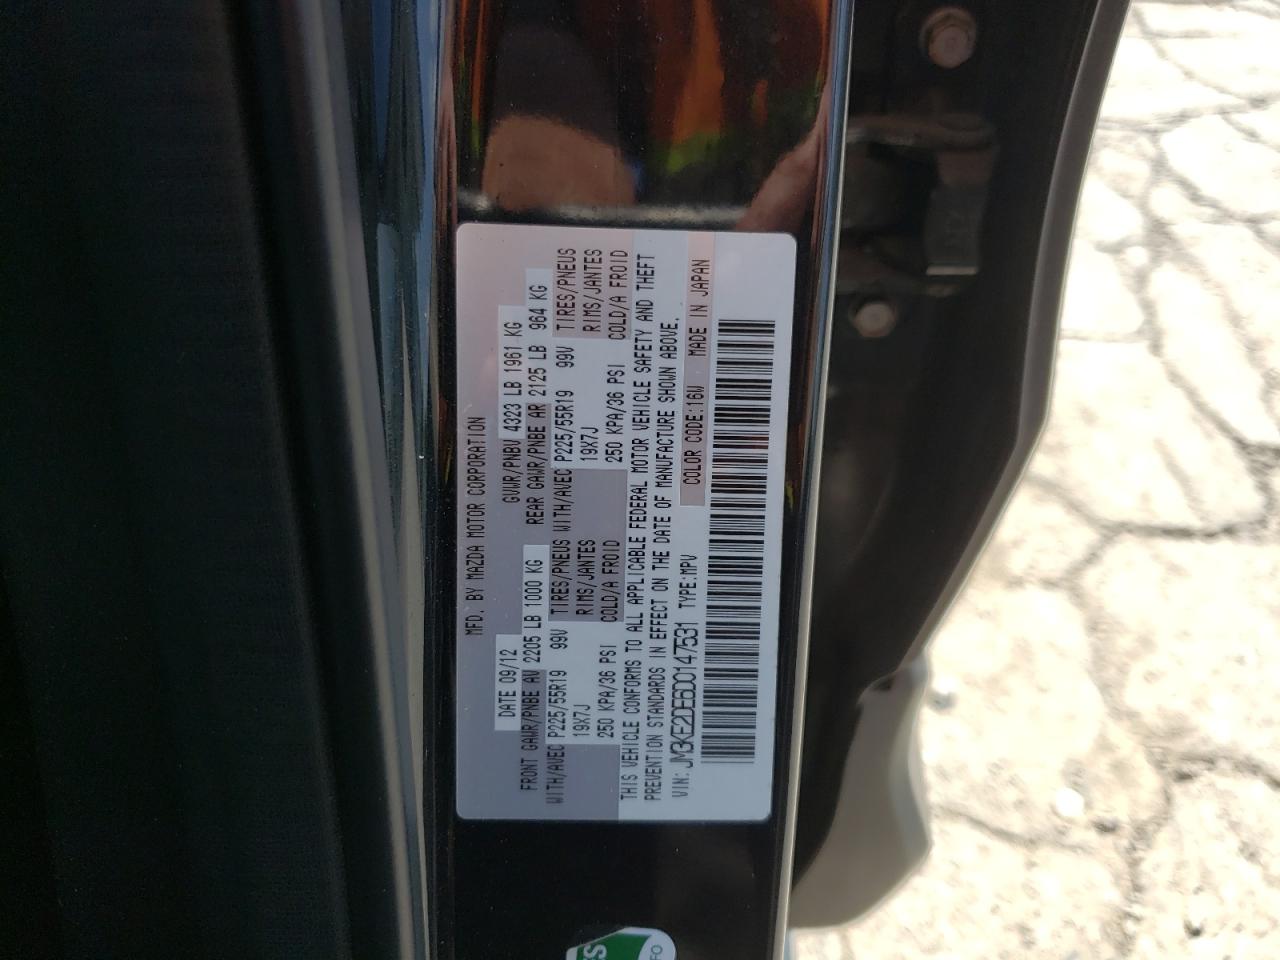 MFD. BY MAZDA MOTOR CORPORATION
DATE 09/12 GVWR/PNBV 4323 LB 1961 KG
FRONT GAWR/PNBE AV 2205 LB 1000 KG REAR GAWR/PNBE AR 2125 LB 964 KG
WITH/AVEC P225/55R19 99V TIRES/PNEUS WITH/AVEC P225/55R19 99V TIRES/PNEUS
19X7J RIMS/JANTES 19X7J RIMS/JANTES
250 KPA/36 PSI COLD/A FROID 250 KPA/36 PSI COLD/A FROID
THIS VEHICLE CONFORMS TO ALL APPLICABLE FEDERAL MOTOR VEHICLE SAFETY AND THEFT
PREVENTION STANDARDS IN EFFECT ON THE DATE OF MANUFACTURE SHOWN ABOVE.
VIN: JM3KE2DE6D0147531 TYPE:MPV COLOR CODE:16W MADE IN JAPAN